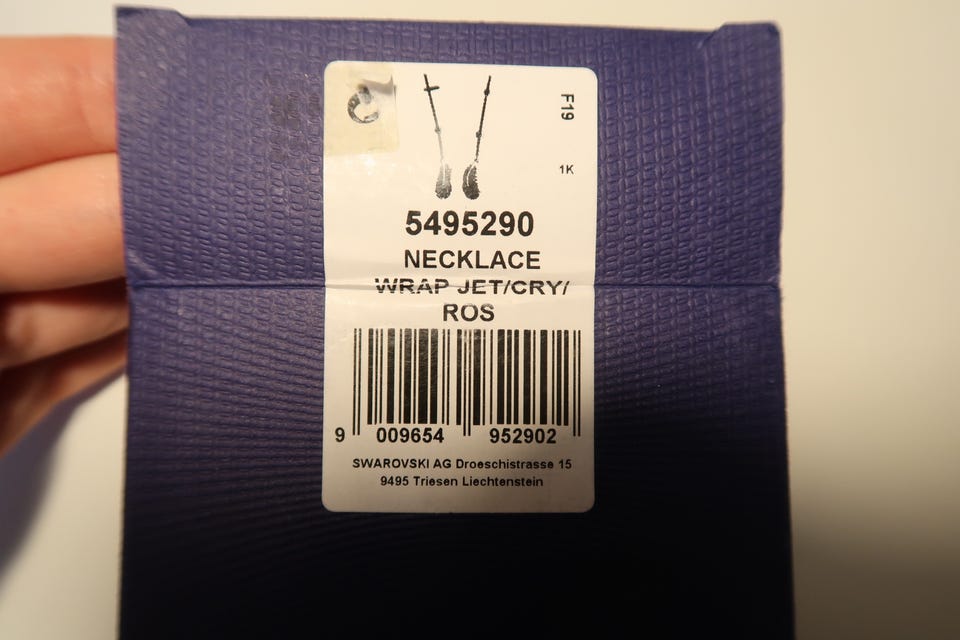 F19
1K
5495290
NECKLACE
WRAP JET/CRY/
ROS
9 009654 952902
SWAROVSKI AG Droeschistrasse 15
9495 Triesen Liechtenstein